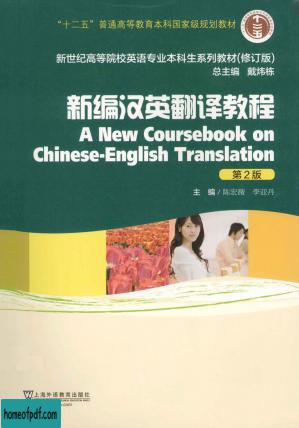 “十二五”普通高等教育本科国家级规划教材
新世纪高等院校英语专业本科生系列教材(修订版)
总主编 戴炜栋
新编汉英翻译教程
A New Coursebook on
Chinese-English Translation
第2版
主 编 / 陈宏薇 李亚丹
上海外语教育出版社
homeofpdf.com